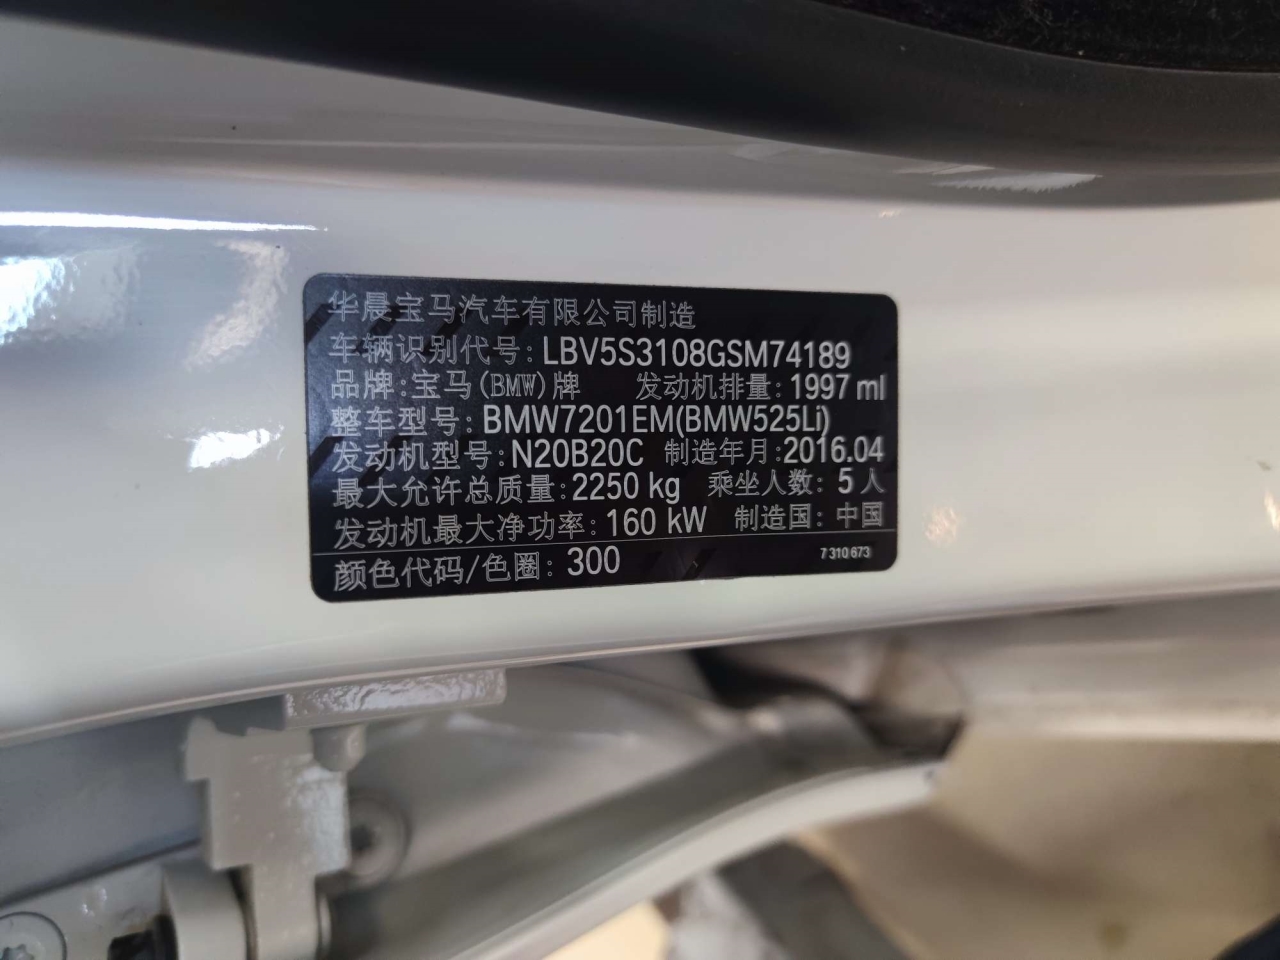 华晨宝马汽车有限公司制造
车辆识别代号: LBV5S3108GSM74189
品牌:宝马(BMW)牌 发动机排量: 1997 ml
整车型号: BMW7201EM(BMW525Li)
发动机型号: N20B20C 制造年月:2016.04
最大允许总质量: 2250 kg 乘坐人数: 5 人
发动机最大净功率: 160 kW 制造国: 中国
颜色代码/色圈: 300 7 310 673